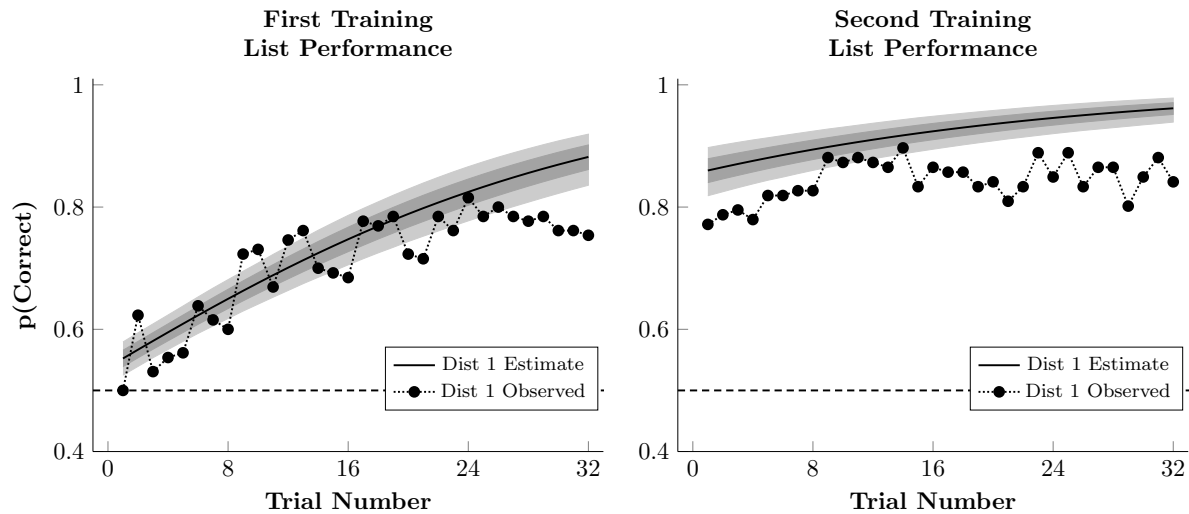 First Training
List Performance
p(Correct)
1
0.8
0.6
0.4
0
8
16
24
32
Trial Number
Dist 1 Estimate
Dist 1 Observed
Second Training
List Performance
1
0.8
0.6
0.4
0
8
16
24
32
Trial Number
Dist 1 Estimate
Dist 1 Observed